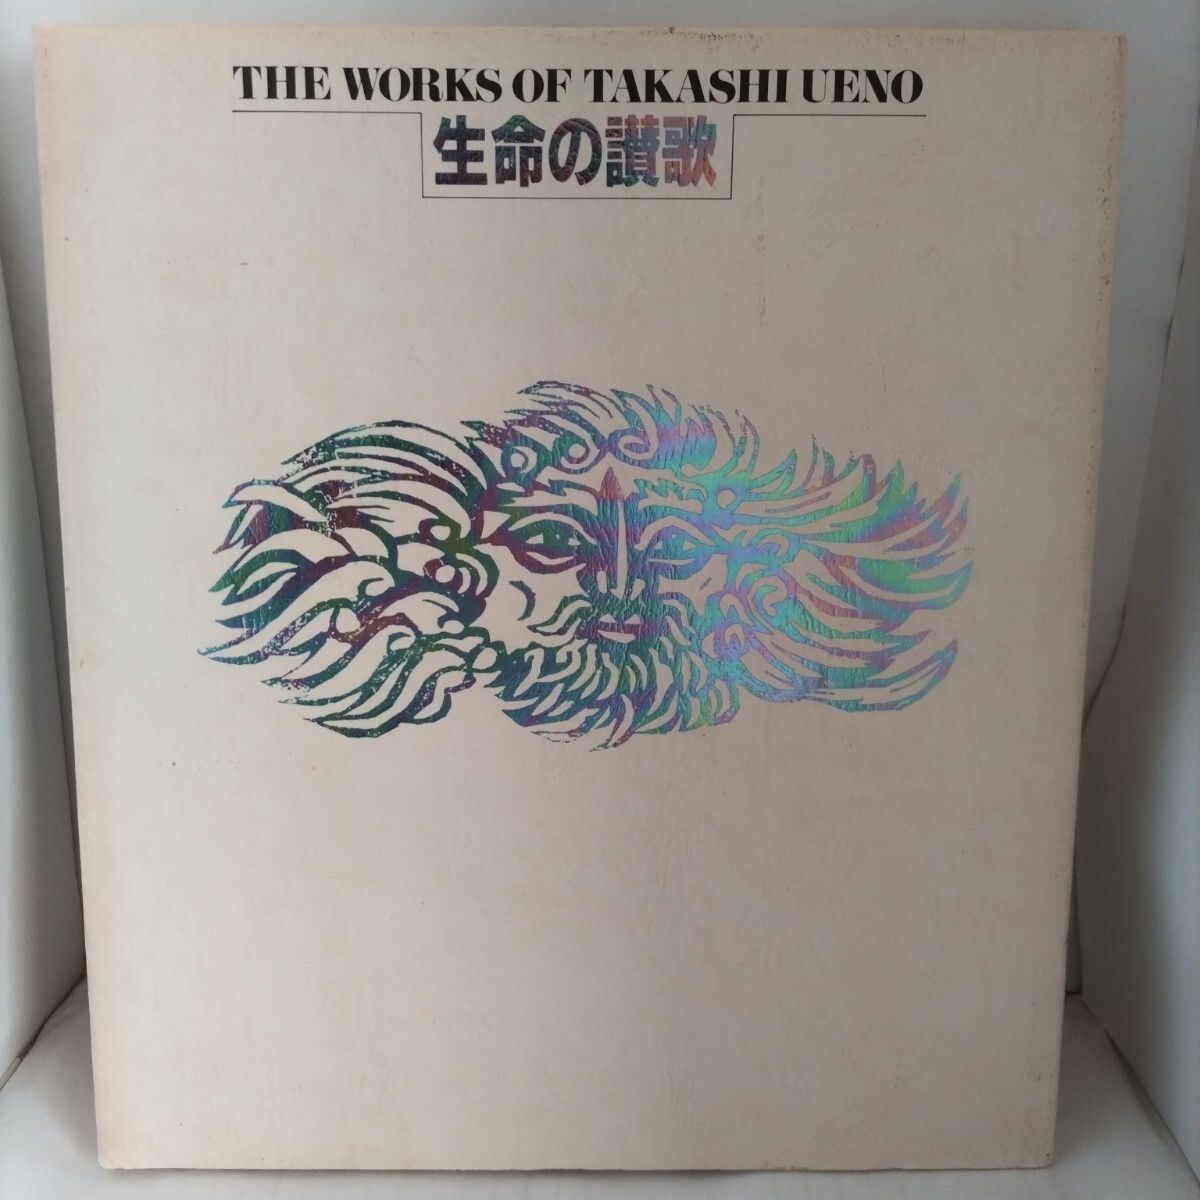 THE WORKS OF TAKASHI UENO
生命の讃歌